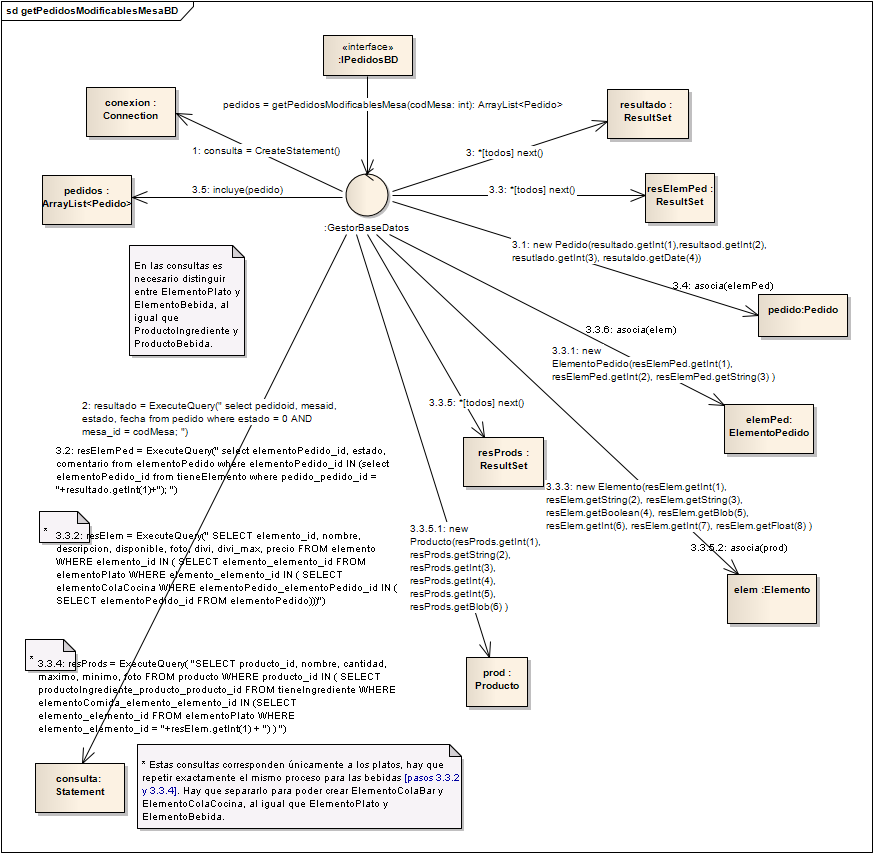 sd getPedidosModificablesMesaBD
«interface»
:IPedidosBD
pedidos = getPedidosModificablesMesa(codMesa: int): ArrayList<Pedido>
conexion :
Connection
resultado :
ResultSet
1: consulta = CreateStatement()
3: *[todos] next()
pedidos :
ArrayList<Pedido>
3.5: incluye(pedido)
3.3: *[todos] next()
resElemPed :
ResultSet
:GestorBaseDatos
3.1: new Pedido(resultado.getInt(1),resultaod.getInt(2),
resutlado.getInt(3), resutaldo.getDate(4))
3.4: asocia(elemPed)
pedido:Pedido
En las consultas es
necesario distinguir
entre ElementoPlato y
ElementoBebida, al
igual que
ProductoIngrediente y
ProductoBebida.
3.3.6: asocia(elem)
3.3.1: new
ElementoPedido(resElemPed.getInt(1),
resElemPed.getInt(2), resElemPed.getString(3) )
elemPed:
ElementoPedido
2: resultado = ExecuteQuery(" select pedidoid, mesaid,
estado, fecha from pedido where estado = 0 AND
mesa_id = codMesa; ")
3.3.5: *[todos] next()
resProds :
ResultSet
3.2: resElemPed = ExecuteQuery(" select elementoPedido_id, estado,
comentario from elementoPedido where elementoPedido_id IN (select
elementoPedido_id from tieneElemento where pedido_pedido_id =
"+resultado.getInt(1)+"); ")
3.3.3: new Elemento(resElem.getInt(1),
resElem.getString(2), resElem.getString(3),
resElem.getBoolean(4), resElem.getBlob(5),
resElem.getInt(6), resElem.getInt(7), resElem.getFloat(8) )
3.3.5.2: asocia(prod)
elem :Elemento
*
3.3.2: resElem = ExecuteQuery(" SELECT elemento_id, nombre,
descripcion, disponible, foto, divi, divi_max, precio FROM elemento
WHERE elemento_id IN ( SELECT elemento_elemento_id FROM
elementoPlato WHERE elemento_elemento_id IN ( SELECT
elementoColaCocina WHERE elementoPedido_elementoPedido_id IN (
SELECT elementoPedido_id FROM elementoPedido)))")
3.3.5.1: new
Producto(resProds.getInt(1),
resProds.getString(2),
resProds.getInt(3),
resProds.getInt(4),
resProds.getInt(5),
resProds.getBlob(6) )
prod :
Producto
*
3.3.4: resProds = ExecuteQuery( "SELECT producto_id, nombre, cantidad,
maximo, minimo, foto FROM producto WHERE producto_id IN ( SELECT
productoIngrediente_producto_producto_id FROM tieneIngrediente WHERE
elementoComida_elemento_elemento_id IN (SELECT
elemento_elemento_id FROM elementoPlato WHERE
elemento_elemento_id = "+resElem.getInt(1) + ") ) ")
consulta:
Statement
* Estas consultas corresponden únicamente a los platos, hay que
repetir exactamente el mismo proceso para las bebidas [pasos 3.3.2
y 3.3.4]. Hay que separarlo para poder crear ElementoColaBar y
ElementoColaCocina, al igual que ElementoPlato y
ElementoBebida.